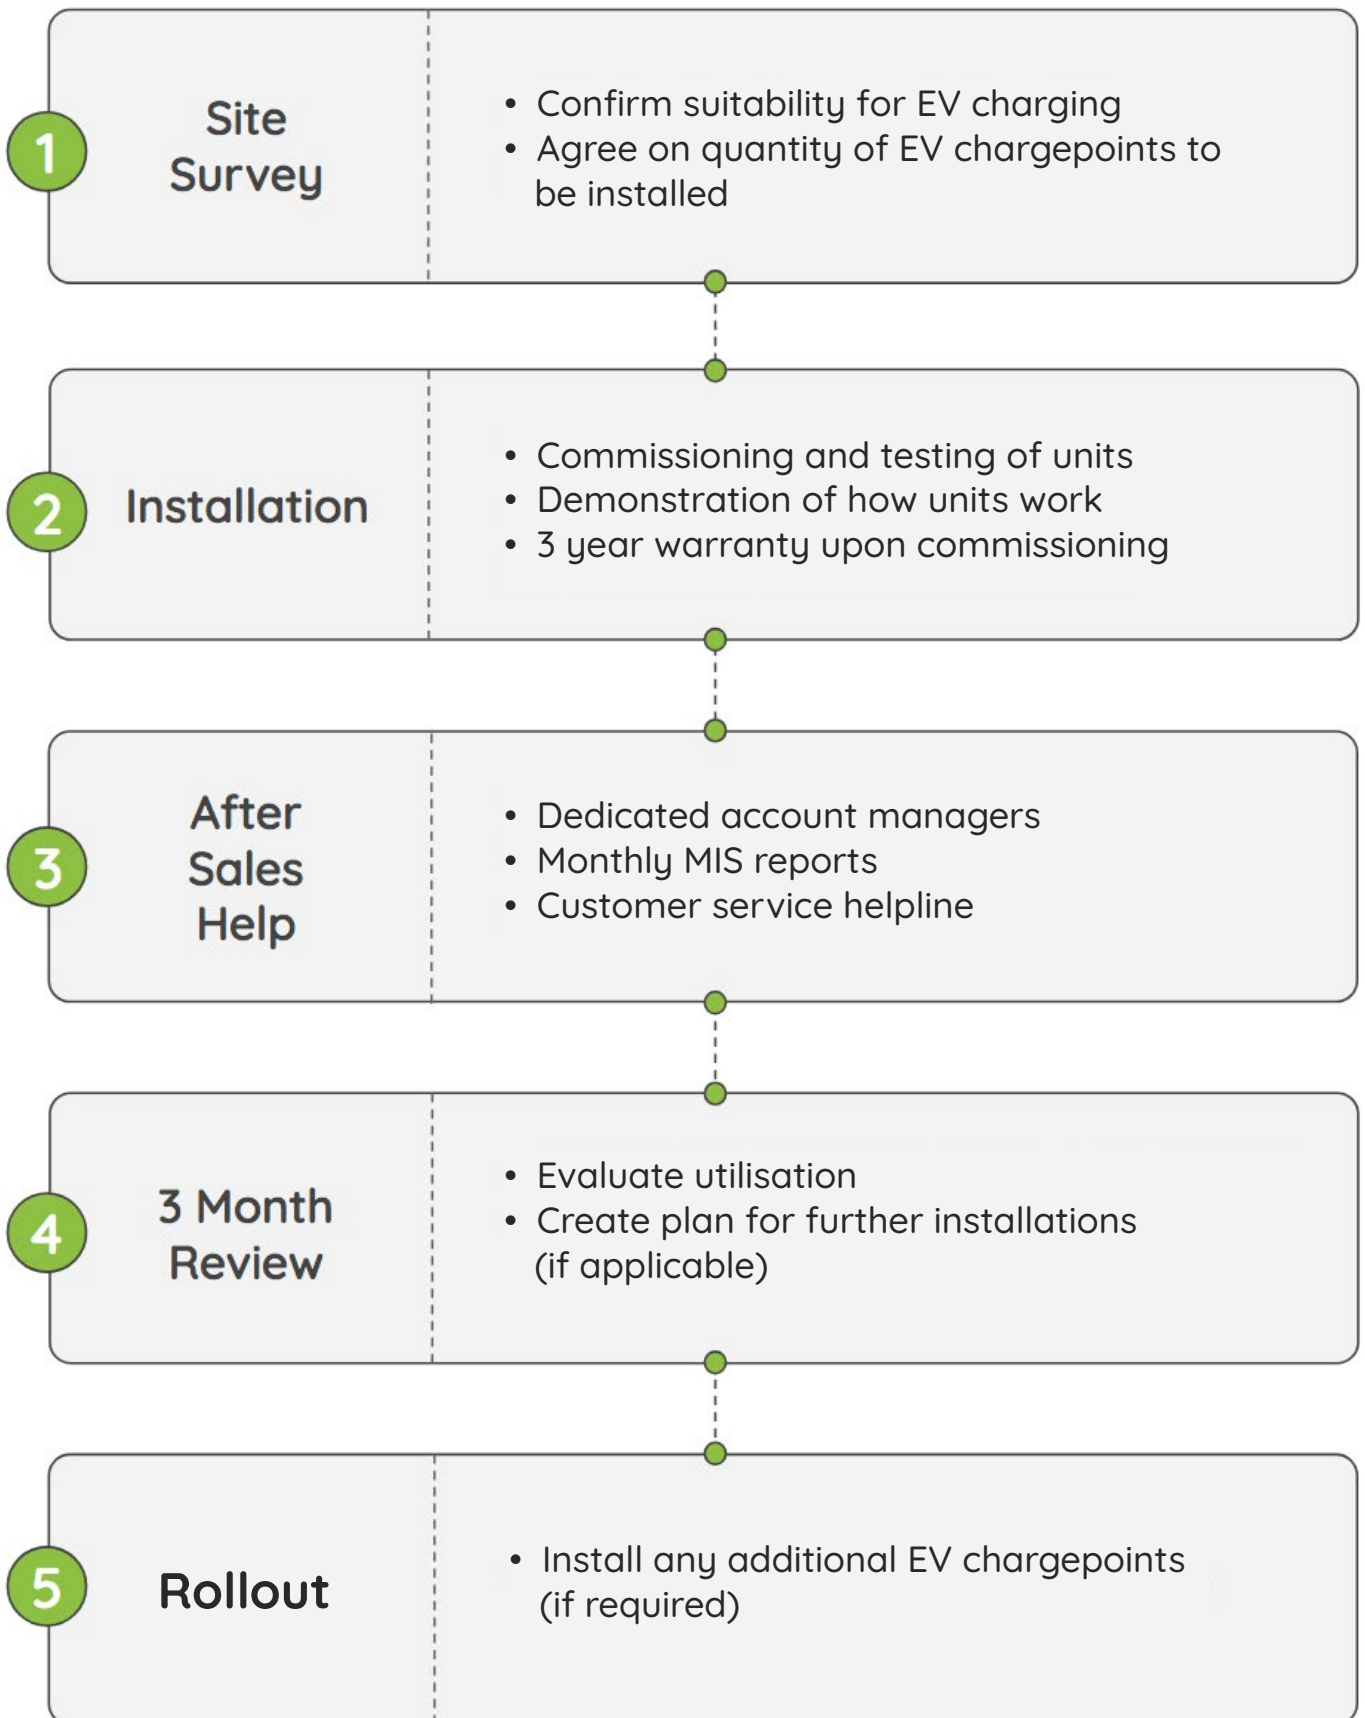 1
Site
Survey
• Confirm suitability for EV charging
• Agree on quantity of EV chargepoints to
be installed
2
Installation
• Commissioning and testing of units
• Demonstration of how units work
• 3 year warranty upon commissioning
3
After
Sales
Help
• Dedicated account managers
• Monthly MIS reports
• Customer service helpline
4
3 Month
Review
• Evaluate utilisation
• Create plan for further installations
(if applicable)
5
Rollout
• Install any additional EV chargepoints
(if required)